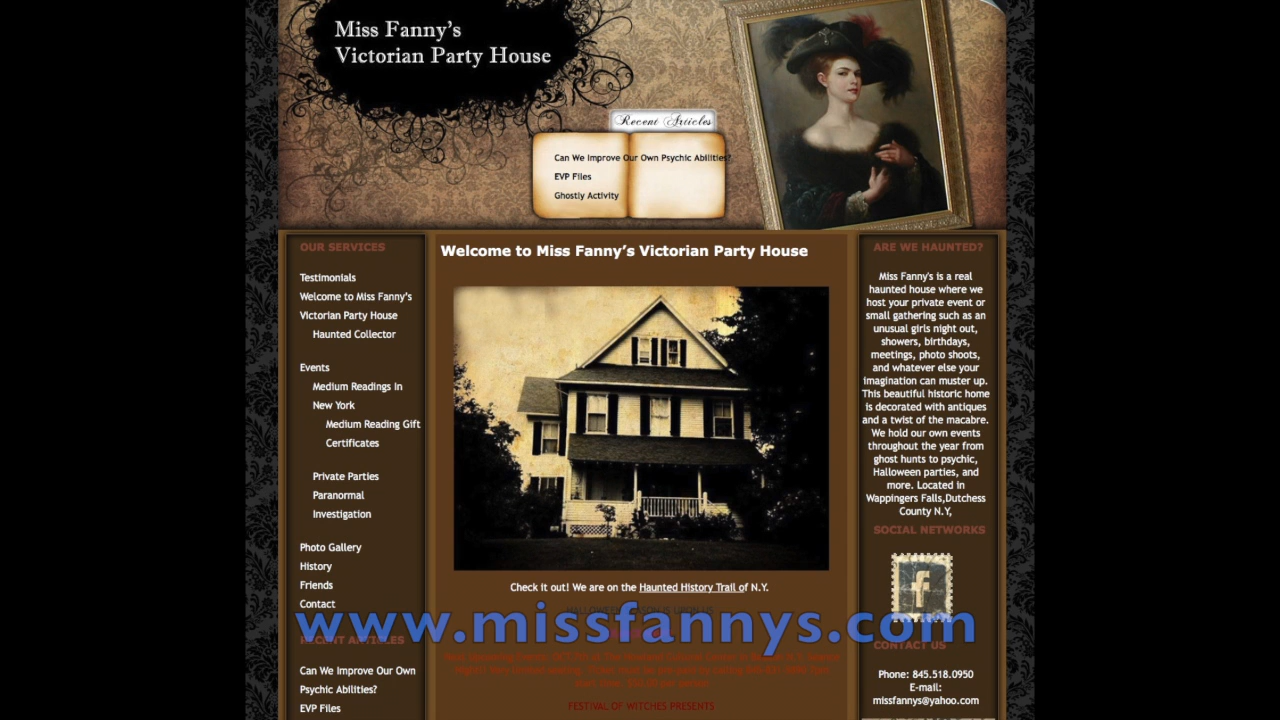 Miss Fanny's
Victorian Party House
Recent Articles
Can We Improve Our Own Psychic Abilities?
EVP Files
Ghostly Activity
OUR SERVICES
Testimonials
Welcome to Miss Fanny's
Victorian Party House
Haunted Collector
Events
Medium Readings In
New York
Medium Reading Gift
Certificates
Private Parties
Paranormal
Investigation
Photo Gallery
History
Friends
Contact
RECENT ARTICLES
Can We Improve Our Own
Psychic Abilities?
EVP Files
Welcome to Miss Fanny's Victorian Party House
Check it out! We are on the Haunted History Trail of N.Y.
www.missfannys.com
FESTIVAL OF WITCHES PRESENTS
ARE WE HAUNTED?
Miss Fanny's is a real
haunted house where we
host your private event or
small gathering such as an
unusual girls night out,
showers, birthdays,
meetings, photo shoots,
and whatever else your
imagination can muster up.
This beautiful historic home
is decorated with antiques
and a twist of the macabre.
We hold our own events
throughout the year from
ghost hunts to psychic,
Halloween parties, and
more. Located in
Wappingers Falls,Dutchess
County N.Y,
SOCIAL NETWORKS
f
CONTACT US
Phone: 845.518.0950
E-mail:
missfannys@yahoo.com